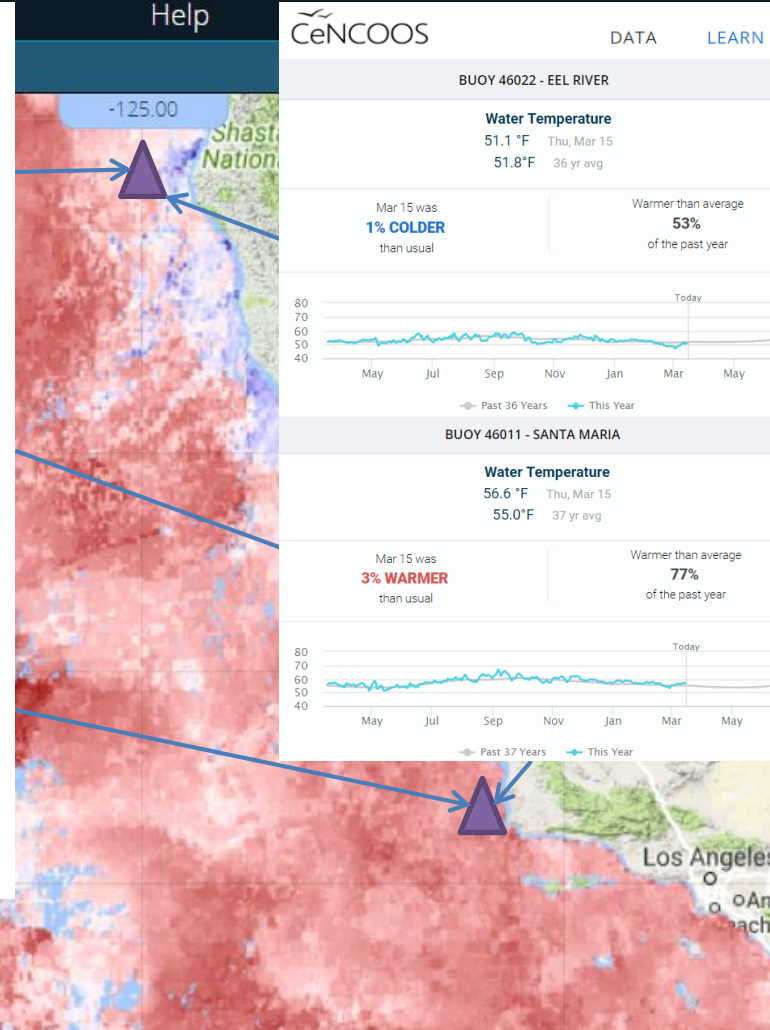 Help
CeNCOOS
DATA LEARN
BUOY 46022 - EEL RIVER
-125.00
Water Temperature
51.1 °F Thu, Mar 15
51.8°F 36 yr avg
Mar 15 was
1% COLDER
than usual
Warmer than average
53%
of the past year
Today
80
70
60
50
40
May Jul Sep Nov Jan Mar May
Past 36 Years This Year
BUOY 46011 - SANTA MARIA
Water Temperature
56.6 °F Thu, Mar 15
55.0°F 37 yr avg
Mar 15 was
3% WARMER
than usual
Warmer than average
77%
of the past year
Today
80
70
60
50
40
May Jul Sep Nov Jan Mar May
Past 37 Years This Year
Los Angeles